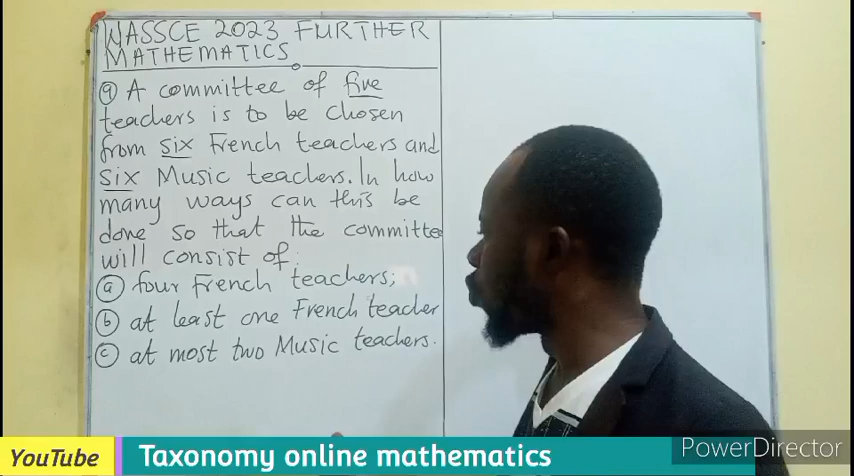 WASSCE 2023 FURTHER
MATHEMATICS
9 A committee of five
teachers is to be chosen
from six French teachers and
six Music teachers. In how
many ways can this be
done so that the committee
will consist of:
a four French teachers;
b at least one French teacher
c at most two Music teachers.
YouTube Taxonomy online mathematics
PowerDirector